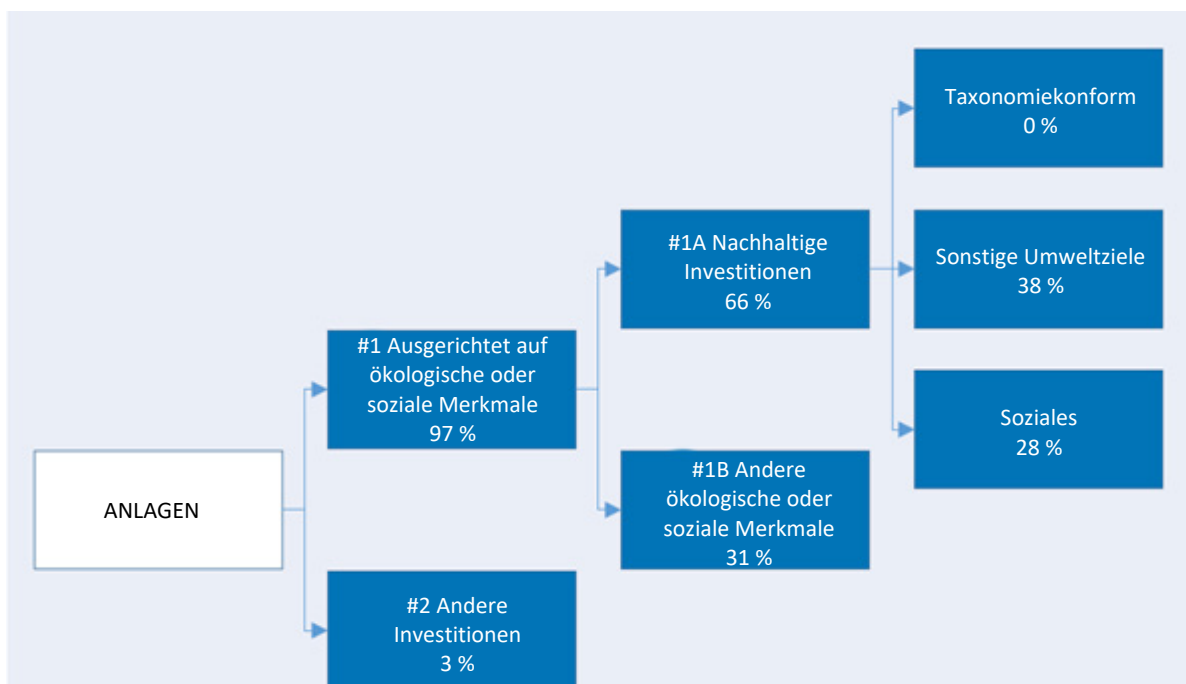 Taxonomiekonform
0 %
#1A Nachhaltige
Investitionen
66 %
Sonstige Umweltziele
38 %
#1 Ausgerichtet auf
ökologische oder
soziale Merkmale
97 %
Soziales
28 %
ANLAGEN
#1B Andere
ökologische oder
soziale Merkmale
31 %
#2 Andere
Investitionen
3 %